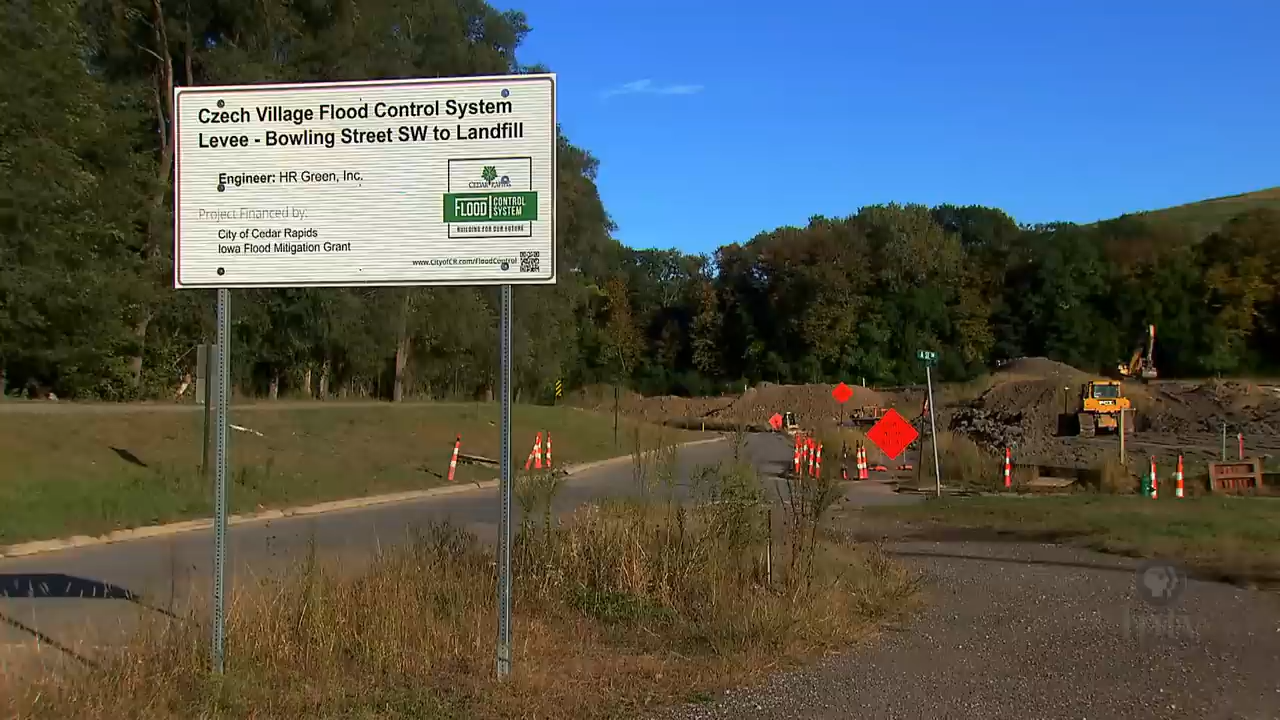 Czech Village Flood Control System
Levee - Bowling Street SW to Landfill
Engineer: HR Green, Inc.
Project Financed by:
City of Cedar Rapids
Iowa Flood Mitigation Grant
CEDAR RAPIDS
FLOOD CONTROL SYSTEM
BUILDING FOR OUR FUTURE
www.CityofCR.com/FloodControl